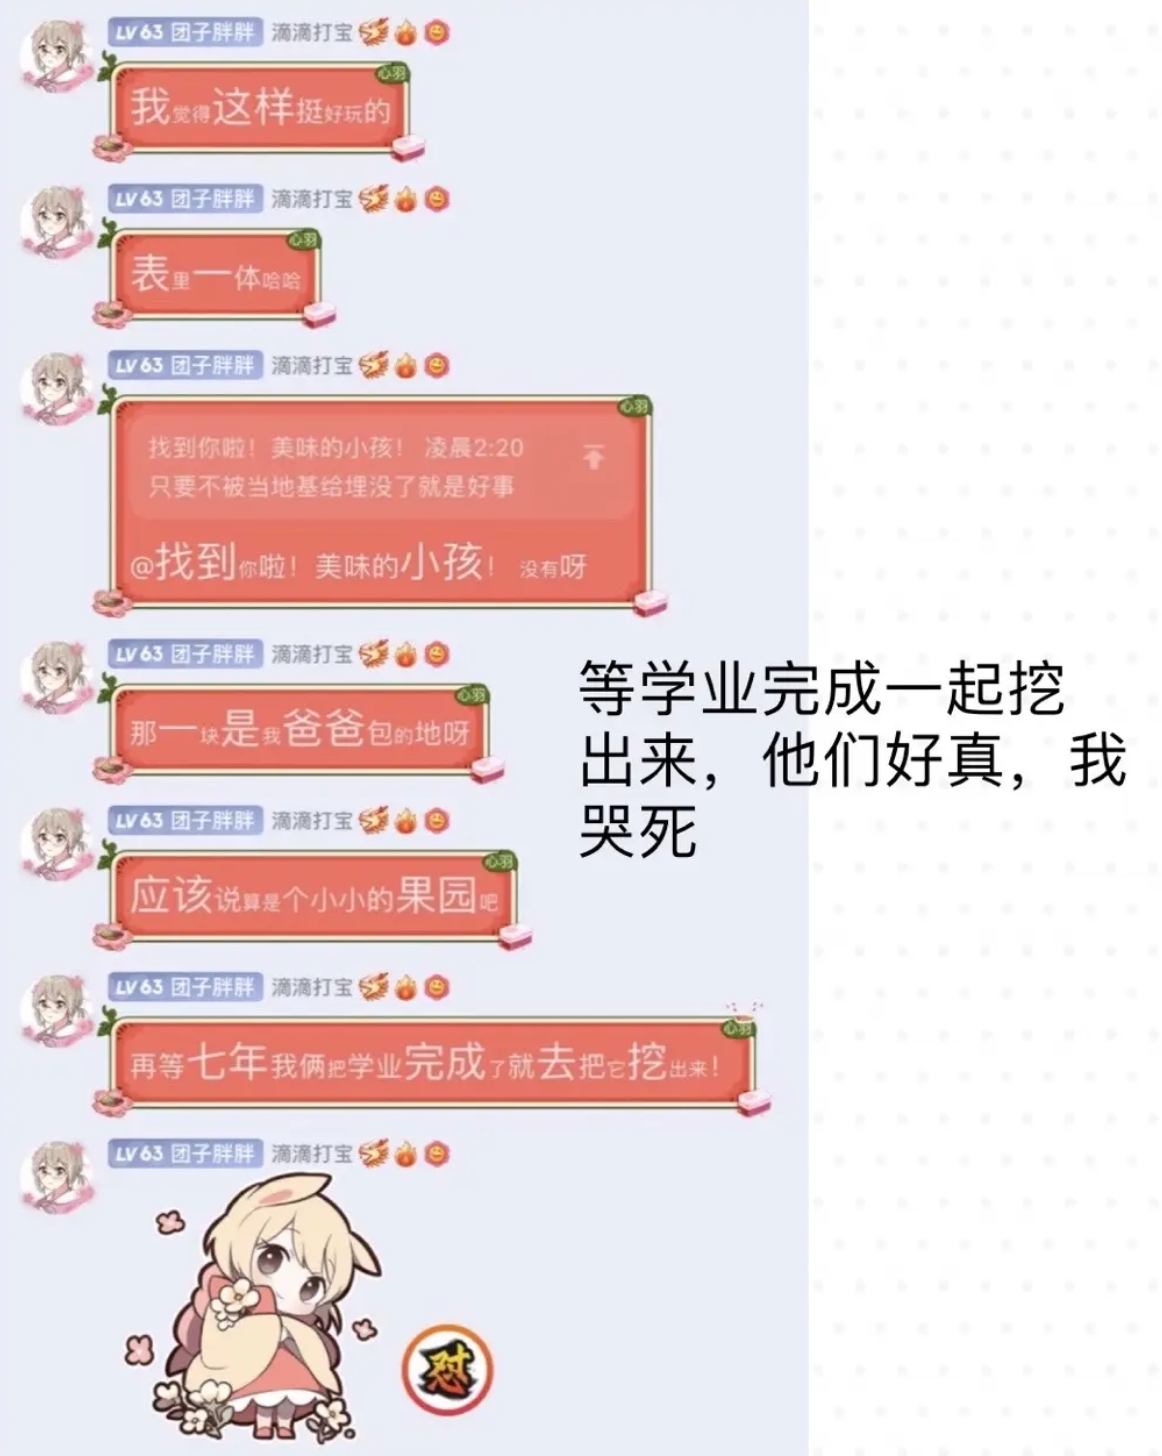 LV63 团子胖胖 滴滴打宝
心羽
我觉得这样挺好玩的
LV63 团子胖胖 滴滴打宝
心羽
表里一体哈哈
LV63 团子胖胖 滴滴打宝
心羽
找到你啦！美味的小孩！ 凌晨2:20
只要不被当地基给埋没了就是好事
@找到你啦！美味的小孩！ 没有呀
LV63 团子胖胖 滴滴打宝
心羽
那一块是我爸爸包的地呀
等学业完成一起挖
出来，他们好真，我
哭死
LV63 团子胖胖 滴滴打宝
心羽
应该说算是个小小的果园吧
LV63 团子胖胖 滴滴打宝
心羽
再等七年我俩把学业完成了就去把它挖出来！
LV63 团子胖胖 滴滴打宝
怼